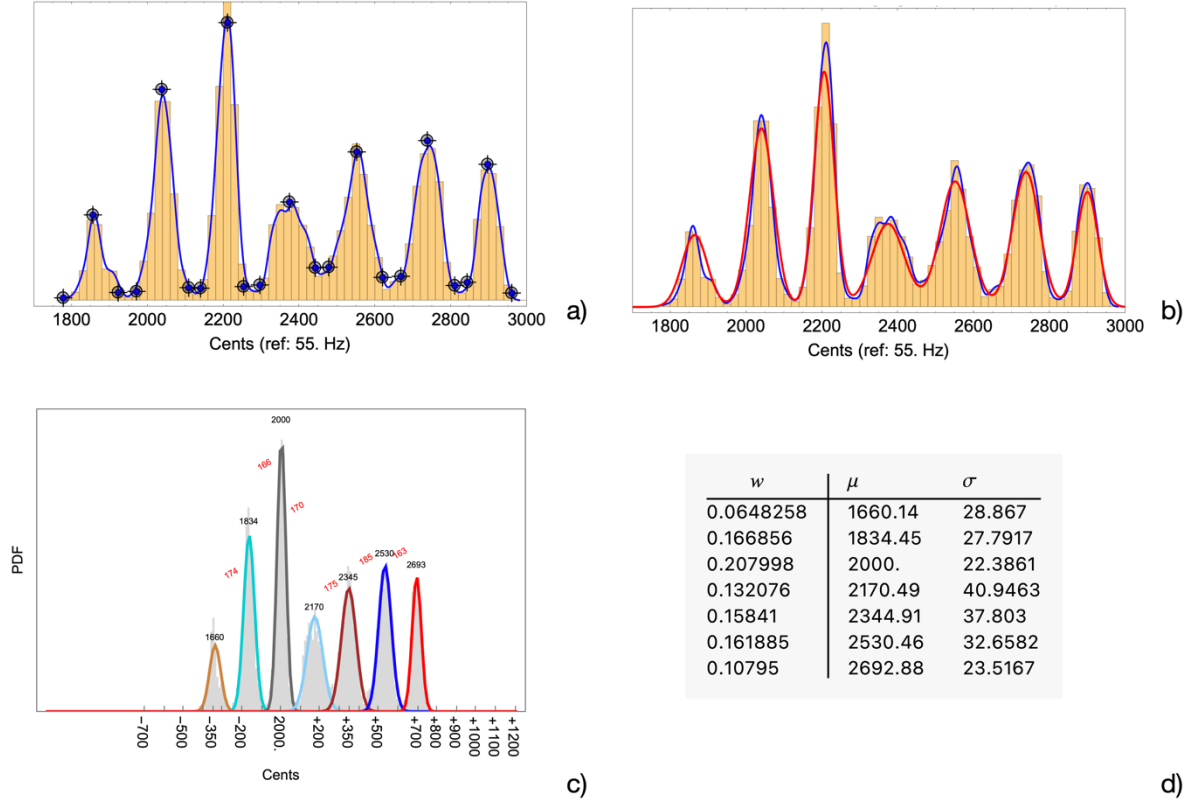 1800 2000 2200 2400 2600 2800 3000
Cents (ref: 55. Hz)
a)
1800 2000 2200 2400 2600 2800 3000
Cents (ref: 55. Hz)
b)
2000
166
170
1834
174
185
2530
163
175
2345
2693
2170
1660
PDF
−700 −500 −350 −200 2000. +200 +350 +500 +700 +800 +900 +1000 +1100 +1200
Cents
c)
w μ σ
0.0648258 1660.14 28.867
0.166856 1834.45 27.7917
0.207998 2000. 22.3861
0.132076 2170.49 40.9463
0.15841 2344.91 37.803
0.161885 2530.46 32.6582
0.10795 2692.88 23.5167
d)